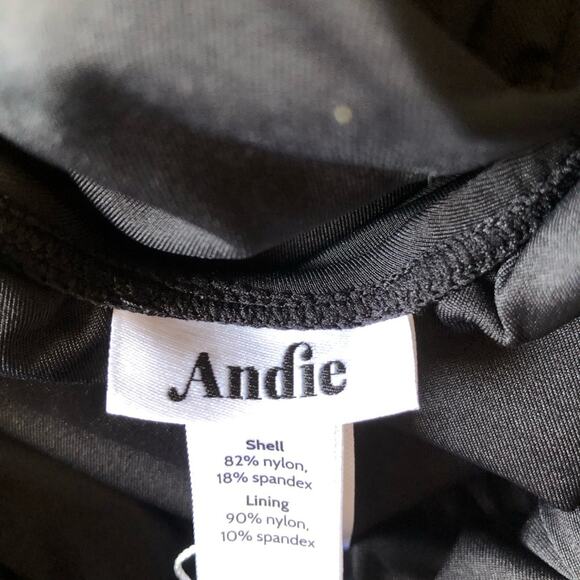 Andie
Shell
82% nylon,
18% spandex
Lining
90% nylon,
10% spandex